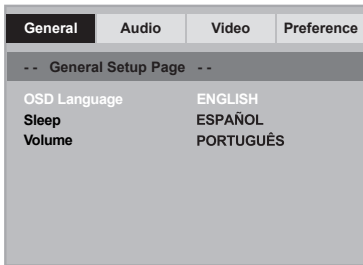 General Audio Video Preference
- - General Setup Page - -
OSD Language ENGLISH
Sleep ESPAÑOL
Volume PORTUGUÊS